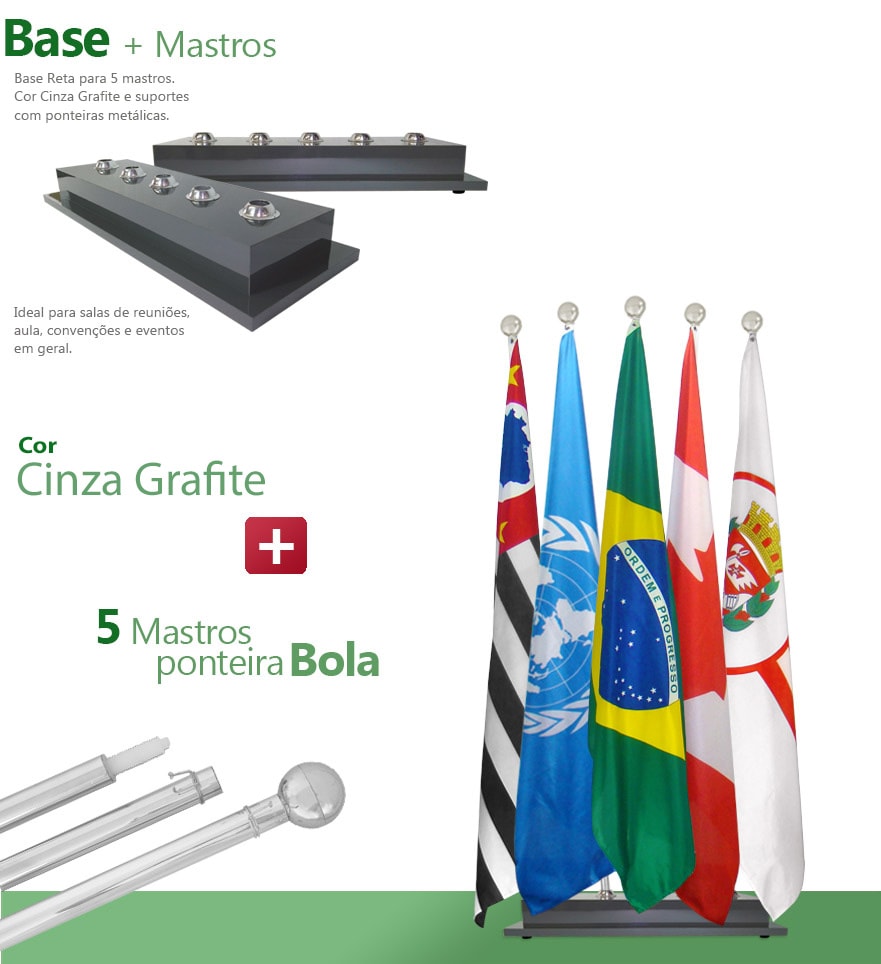 Base + Mastros
Base Reta para 5 mastros.
Cor Cinza Grafite e suportes
com ponteiras metálicas.
Ideal para salas de reuniões,
aula, convenções e eventos
em geral.
Cor
Cinza Grafite
5 Mastros
ponteira Bola
ORDEM E PROGRESSO